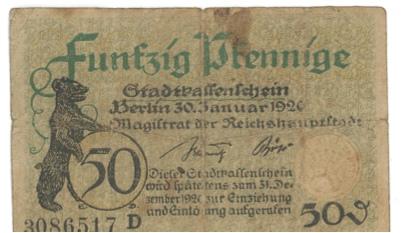 Funfzig Pfennige
Stadtkassenschein
Berlin 30. Januar 1920
Magistrat der Reichshauptstadt
50
Dieser Stadtkassenschein
wird spätestens zum 31. De-
zember 1920 zur Einziehung
und Einlösung aufgerufen
3086517 D
50